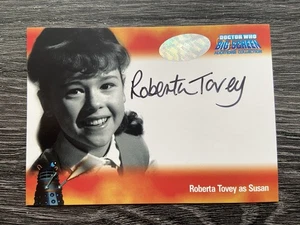 DOCTOR WHO
BIG SCREEN
Roberta Tovey
Roberta Tovey as Susan